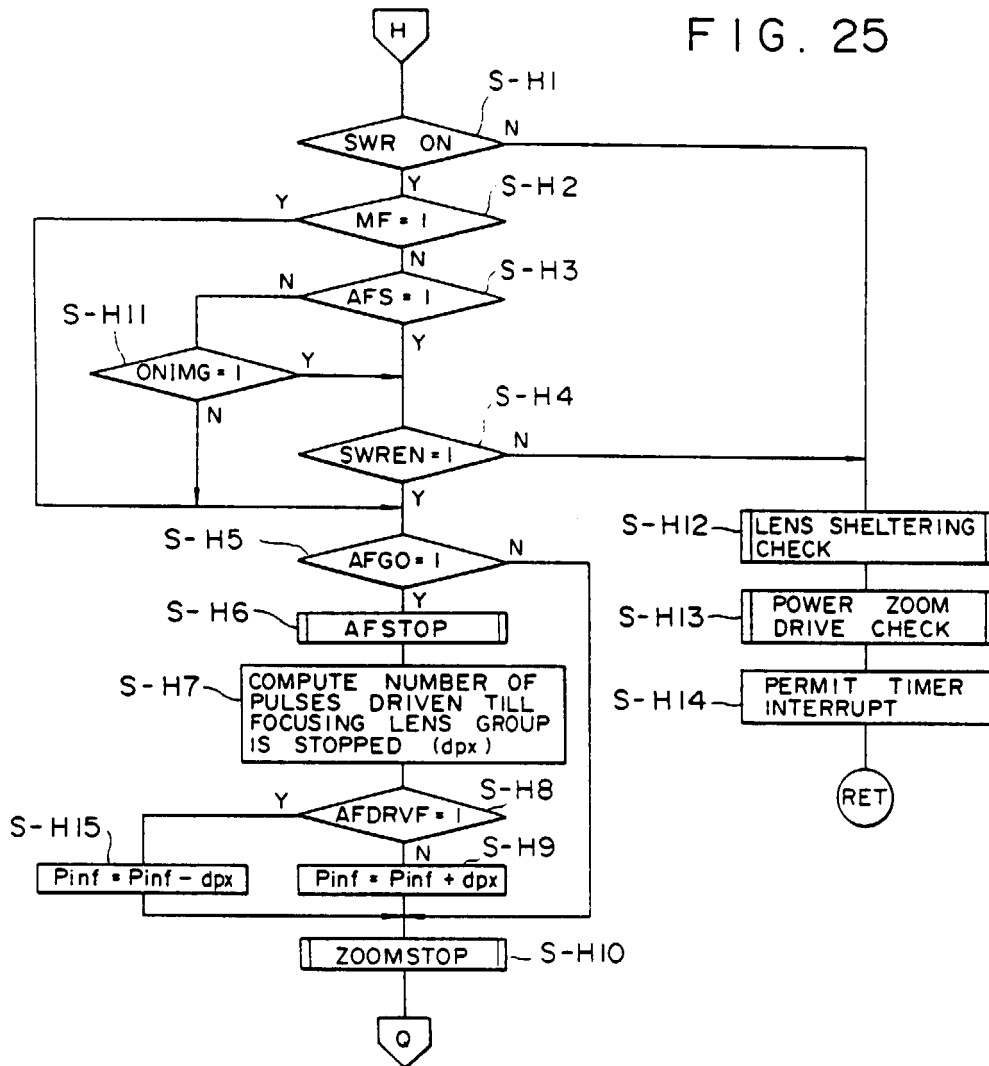 FIG. 25
H
S-H1
SWR ON
N
Y
S-H2
Y
MF = 1
N
S-H3
N
AFS = 1
Y
S-H11
ONIMG = 1
Y
N
S-H4
SWREN = 1
N
Y
S-H5
AFGO = 1
N
Y
S-H6
AFSTOP
S-H7
COMPUTE NUMBER OF
PULSES DRIVEN TILL
FOCUSING LENS GROUP
IS STOPPED (dpx)
S-H8
Y
AFDRVF = 1
N
S-H15
S-H9
Pinf = Pinf - dpx
Pinf = Pinf + dpx
ZOOMSTOP
S-H10
Q
S-H12
LENS SHELTERING
CHECK
S-H13
POWER ZOOM
DRIVE CHECK
S-H14
PERMIT TIMER
INTERRUPT
RET